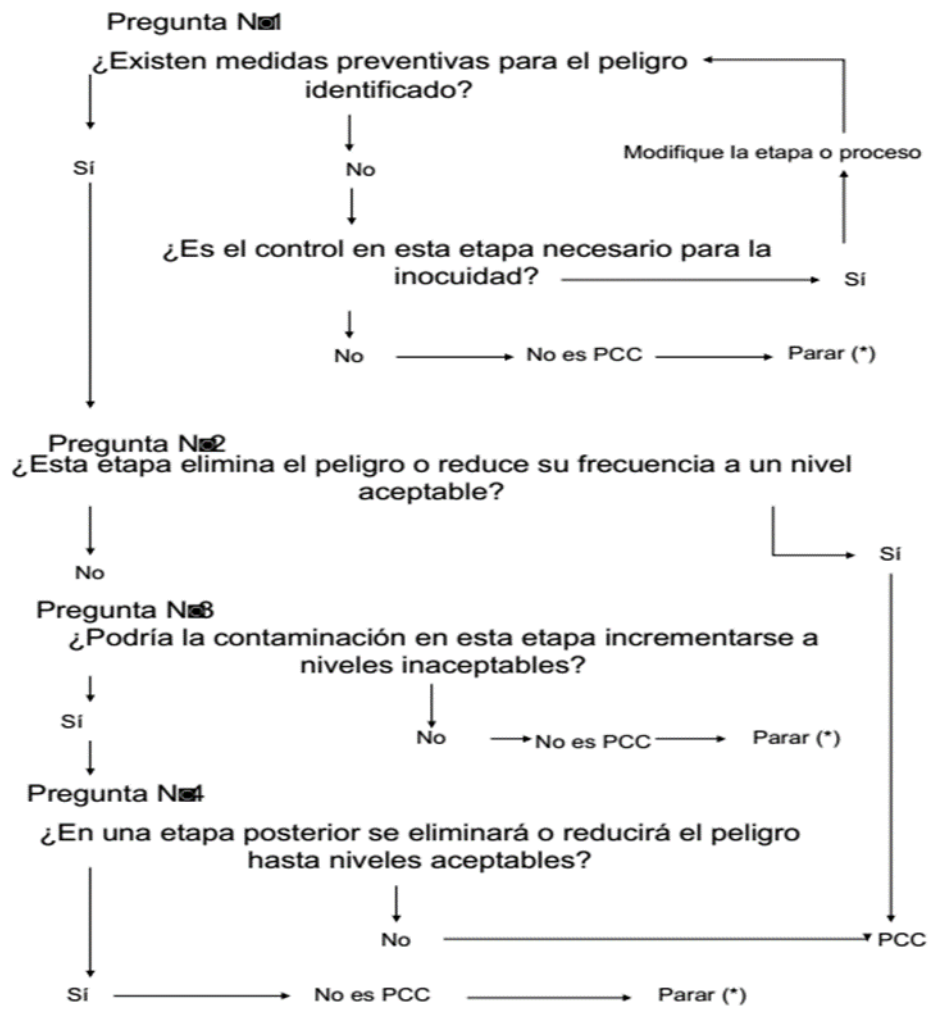 Pregunta Nº1
¿Existen medidas preventivas para el peligro
identificado?
Modifique la etapa o proceso
Sí
No
¿Es el control en esta etapa necesario para la
inocuidad?
Sí
No
No es PCC
Parar (*)
Pregunta Nº2
¿Esta etapa elimina el peligro o reduce su frecuencia a un nivel
aceptable?
Sí
No
Pregunta Nº3
¿Podría la contaminación en esta etapa incrementarse a
niveles inaceptables?
Sí
No
No es PCC
Parar (*)
Pregunta Nº4
¿En una etapa posterior se eliminará o reducirá el peligro
hasta niveles aceptables?
No
PCC
Sí
No es PCC
Parar (*)